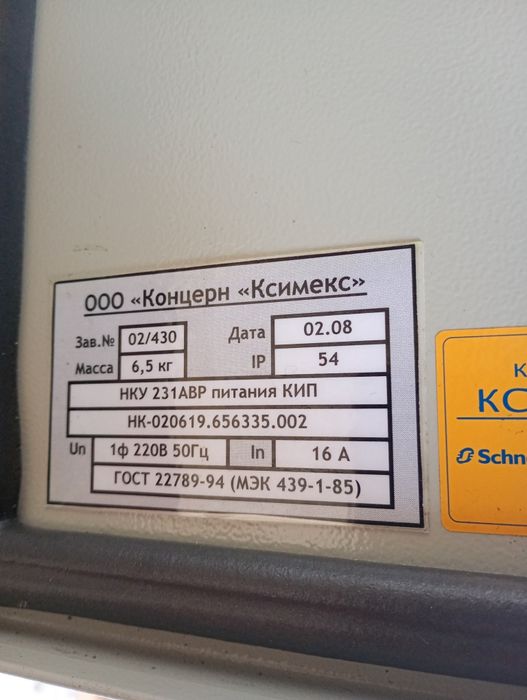 ООО «Концерн «Ксимекс»
Зав.№ 02/430 Дата 02.08
Масса 6,5 кг IP 54
НКУ 231АВР питания КИП
НК-020619.656335.002
Un 1ф 220В 50Гц In 16 А
ГОСТ 22789-94 (МЭК 439-1-85)